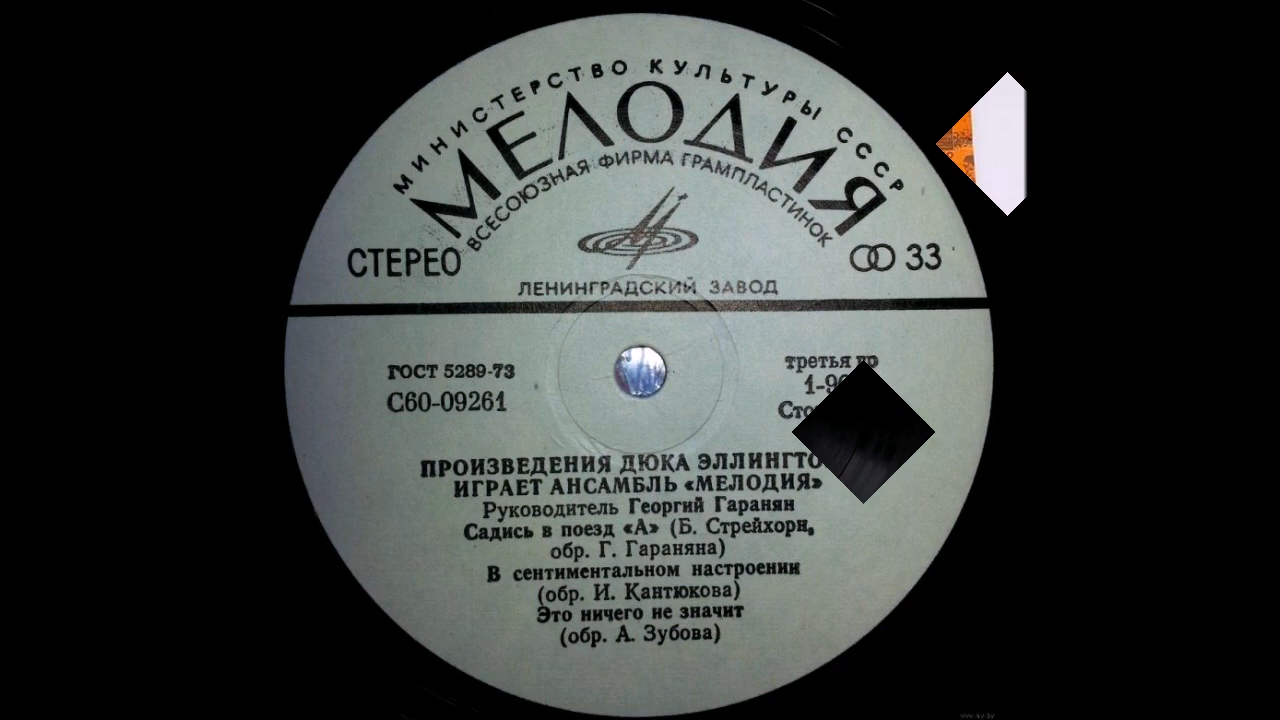 МИНИСТЕРСТВО КУЛЬТУРЫ СССР
МЕЛОДИЯ
ВСЕСОЮЗНАЯ ФИРМА ГРАМПЛАСТИНОК
СТЕРЕО
33
ЛЕНИНГРАДСКИЙ ЗАВОД
ГОСТ 5289-73
С60-09261
третья
ПРОИЗВЕДЕНИЯ ДЮКА
ИГРАЕТ АНСАМБЛЬ «МЕЛОДИЯ»
Руководитель Георгий Гаранян
Садись в поезд «А» (Б. Стрейхорн,
обр. Г. Гараняна)
В сентиментальном настроении
(обр. И. Кантюкова)
Это ничего не значит
(обр. А. Зубова)